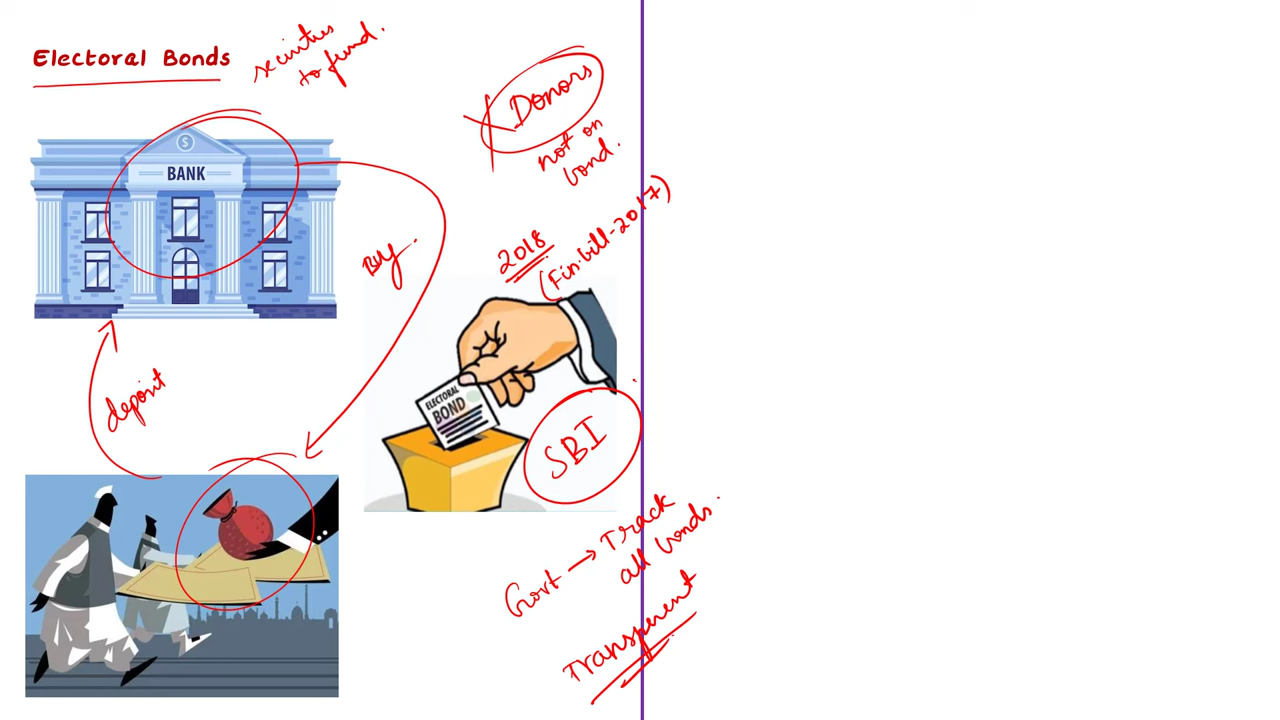 Electoral Bonds
securities
to fund.
X Donors
not on
bond.
$
BANK
Buy.
2018
(Fin.bill-2017)
deposit
ELECTORAL
BOND
SBI
Govt → Track
all bonds.
Transparent